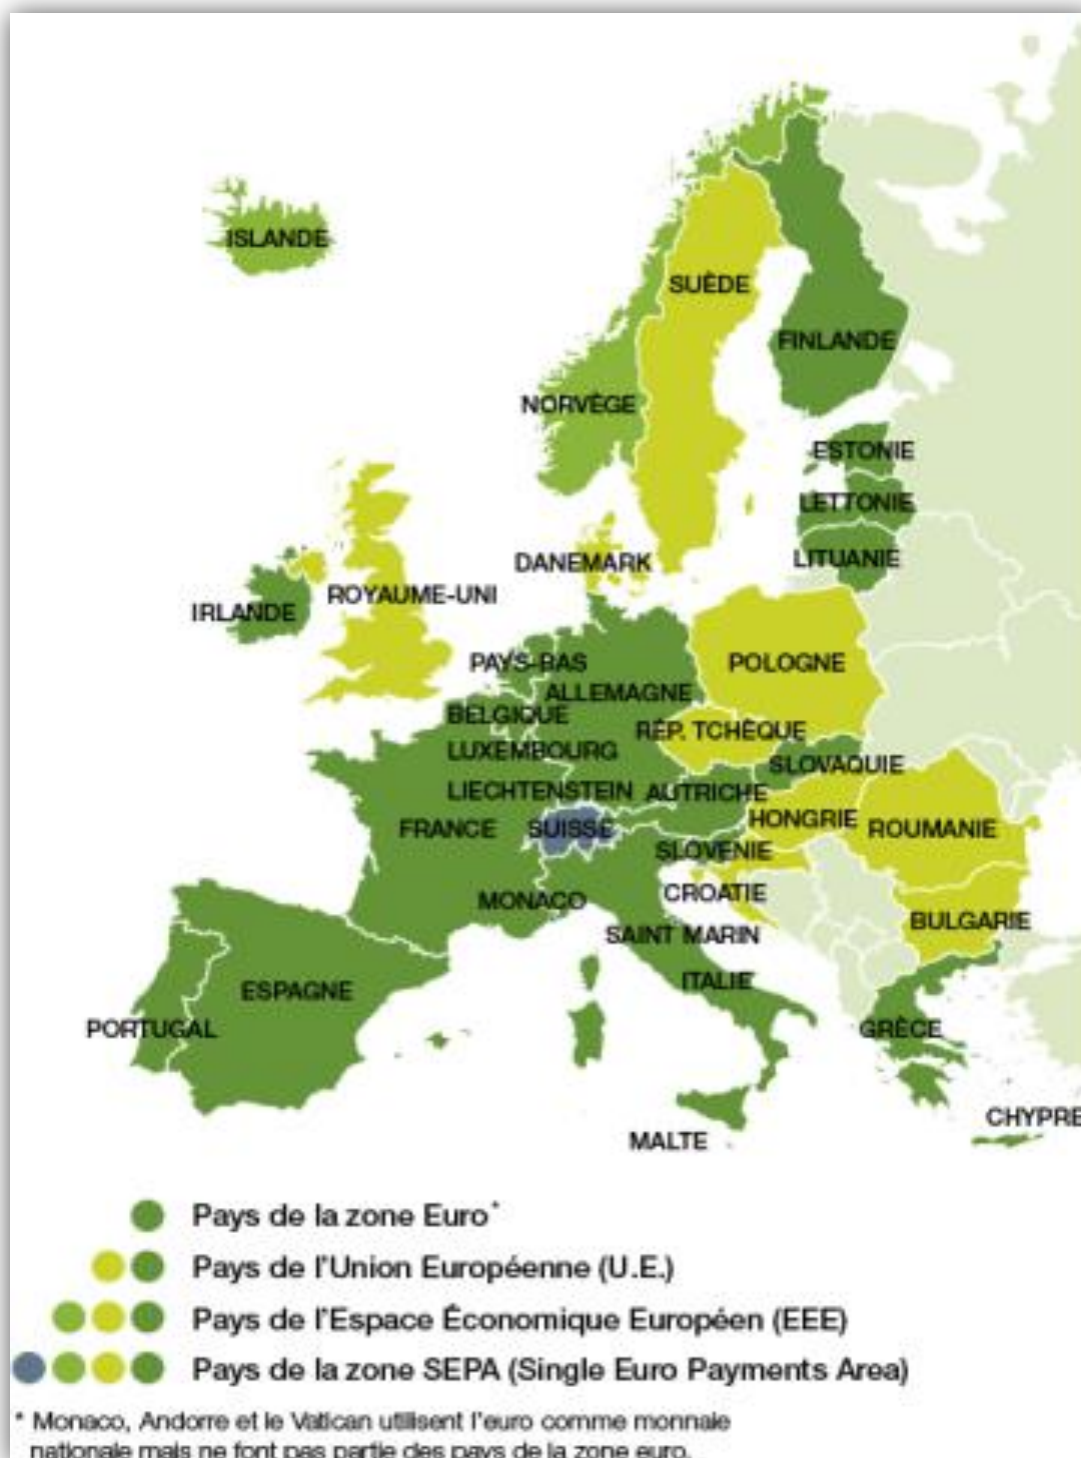 ISLANDE
SUÈDE
FINLANDE
NORVÈGE
ESTONIE
LETTONIE
LITUANIE
DANEMARK
ROYAUME-UNI
IRLANDE
PAYS-BAS
POLOGNE
ALLEMAGNE
BELGIQUE
RÉP. TCHÈQUE
LUXEMBOURG
SLOVAQUIE
LIECHTENSTEIN
AUTRICHE
HONGRIE
FRANCE
SUISSE
ROUMANIE
SLOVENIE
CROATIE
MONACO
BULGARIE
SAINT MARIN
ITALIE
ESPAGNE
PORTUGAL
GRÈCE
CHYPRE
MALTE
Pays de la zone Euro*
Pays de l'Union Européenne (U.E.)
Pays de l'Espace Économique Européen (EEE)
Pays de la zone SEPA (Single Euro Payments Area)
* Monaco, Andorre et le Vatican utilisent l'euro comme monnaie
nationale mais ne font pas partie des pays de la zone euro.